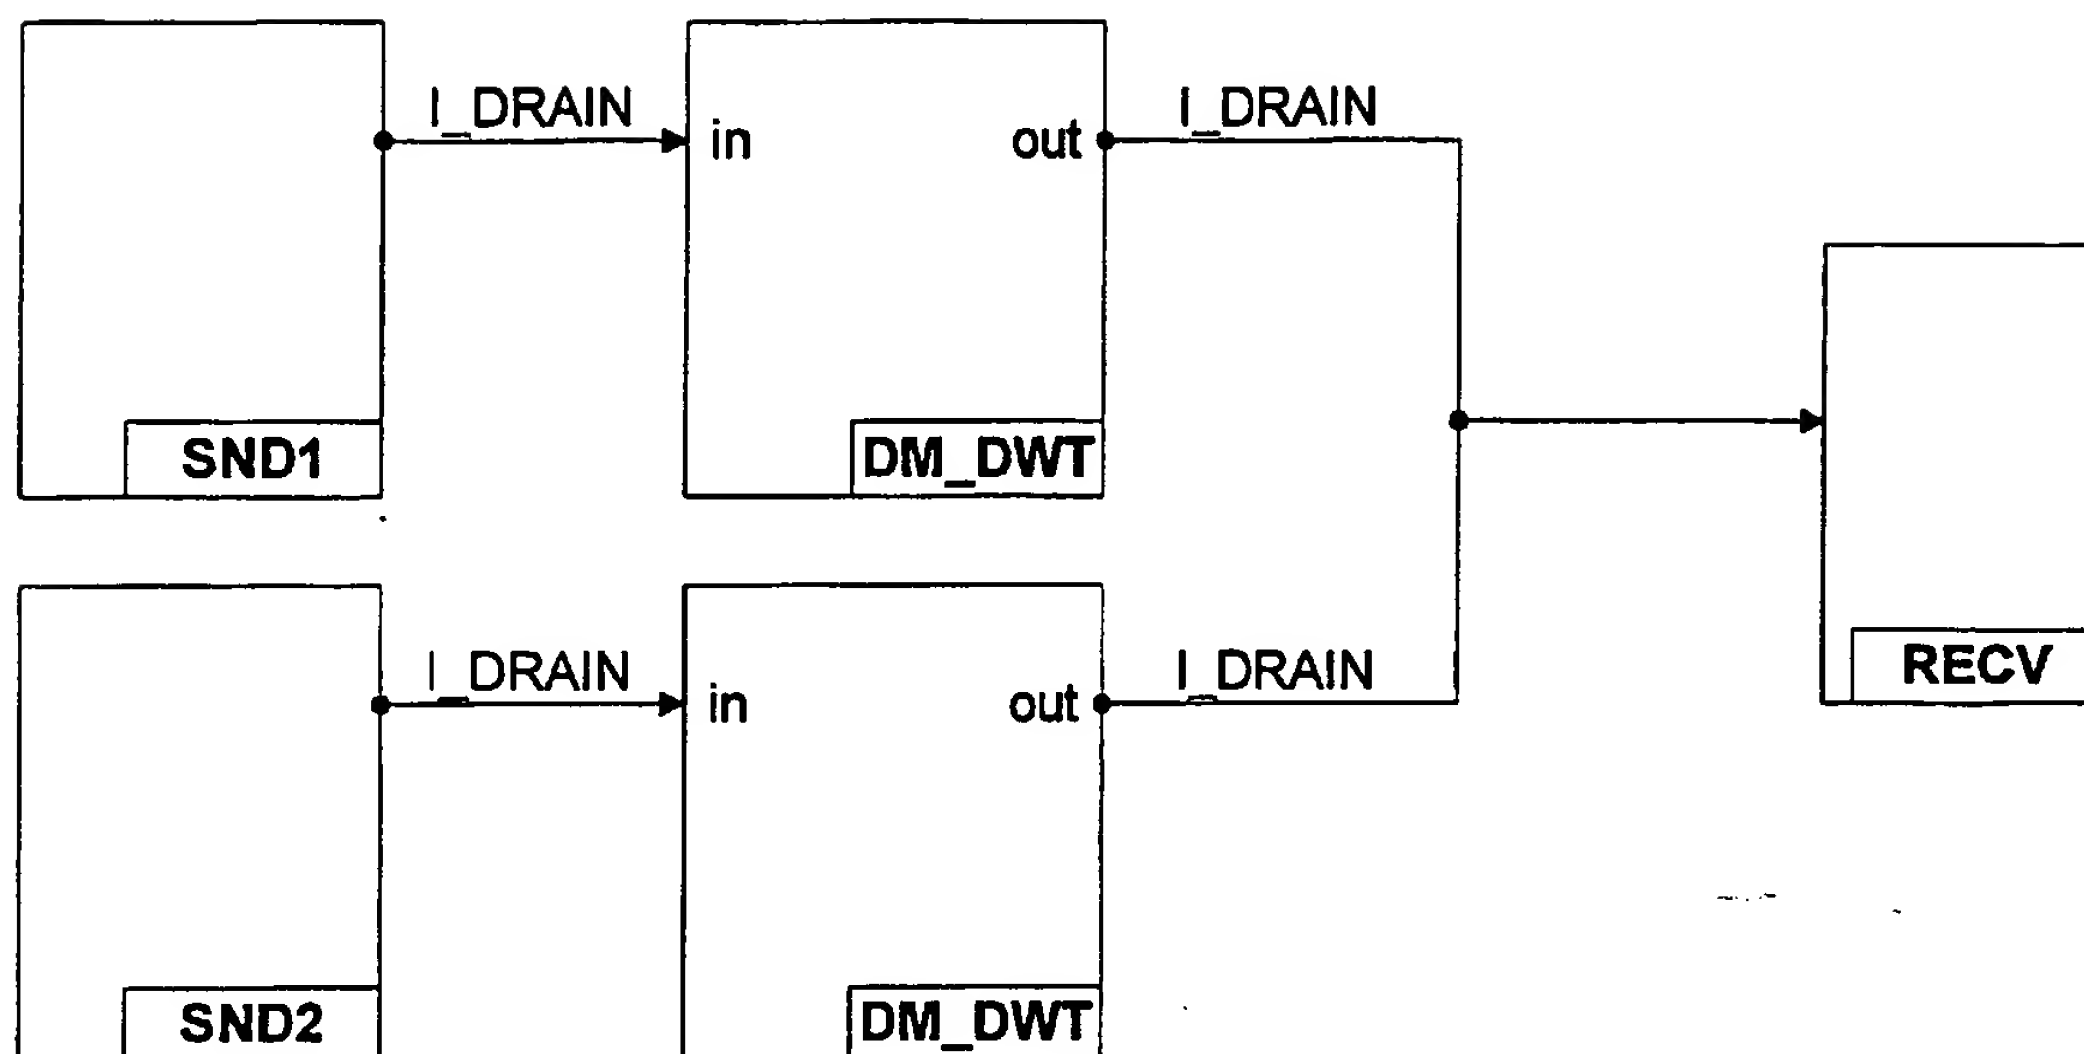 I_DRAIN I_DRAIN
in out
SND1 DM_DWT
I_DRAIN I_DRAIN
in out
RECV
SND2 DM_DWT